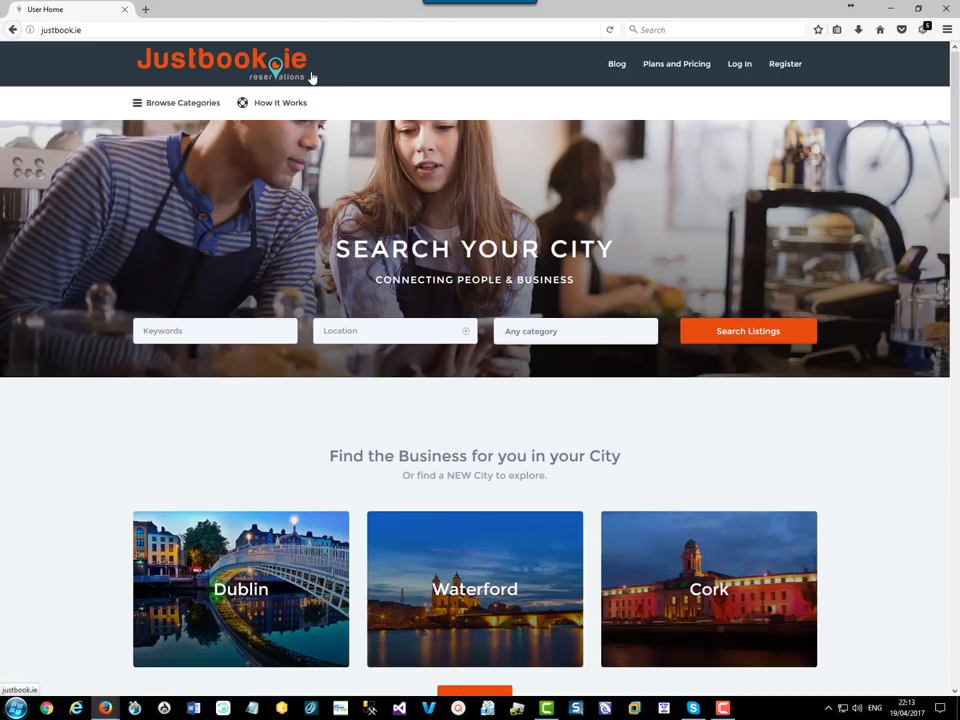 User Home
justbook.ie
Search
5
Justbook.ie
reservations
Blog
Plans and Pricing
Log In
Register
Browse Categories
How It Works
SEARCH YOUR CITY
CONNECTING PEOPLE & BUSINESS
Keywords
Location
Any category
Search Listings
Find the Business for you in your City
Or find a NEW City to explore.
Dublin
Waterford
Cork
justbook.ie
ENG
22:13
19/04/2017